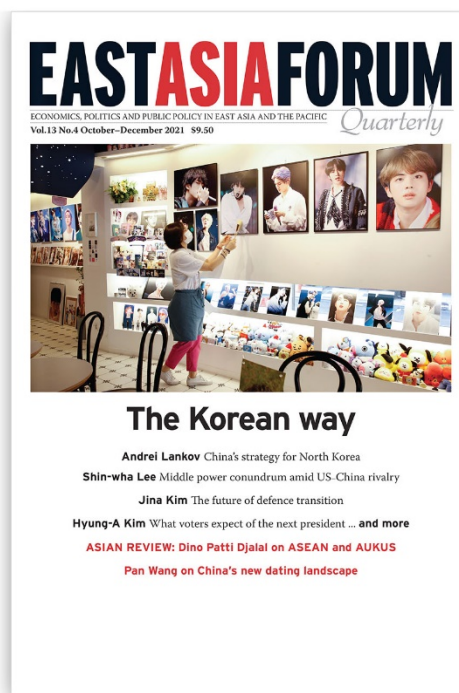 EASTASIAFORUM
ECONOMICS, POLITICS AND PUBLIC POLICY IN EAST ASIA AND THE PACIFIC
Quarterly
Vol.13 No.4 October–December 2021 $9.50
The Korean way
Andrei Lankov China's strategy for North Korea
Shin-wha Lee Middle power conundrum amid US–China rivalry
Jina Kim The future of defence transition
Hyung-A Kim What voters expect of the next president ... and more
ASIAN REVIEW: Dino Patti Djalal on ASEAN and AUKUS
Pan Wang on China's new dating landscape